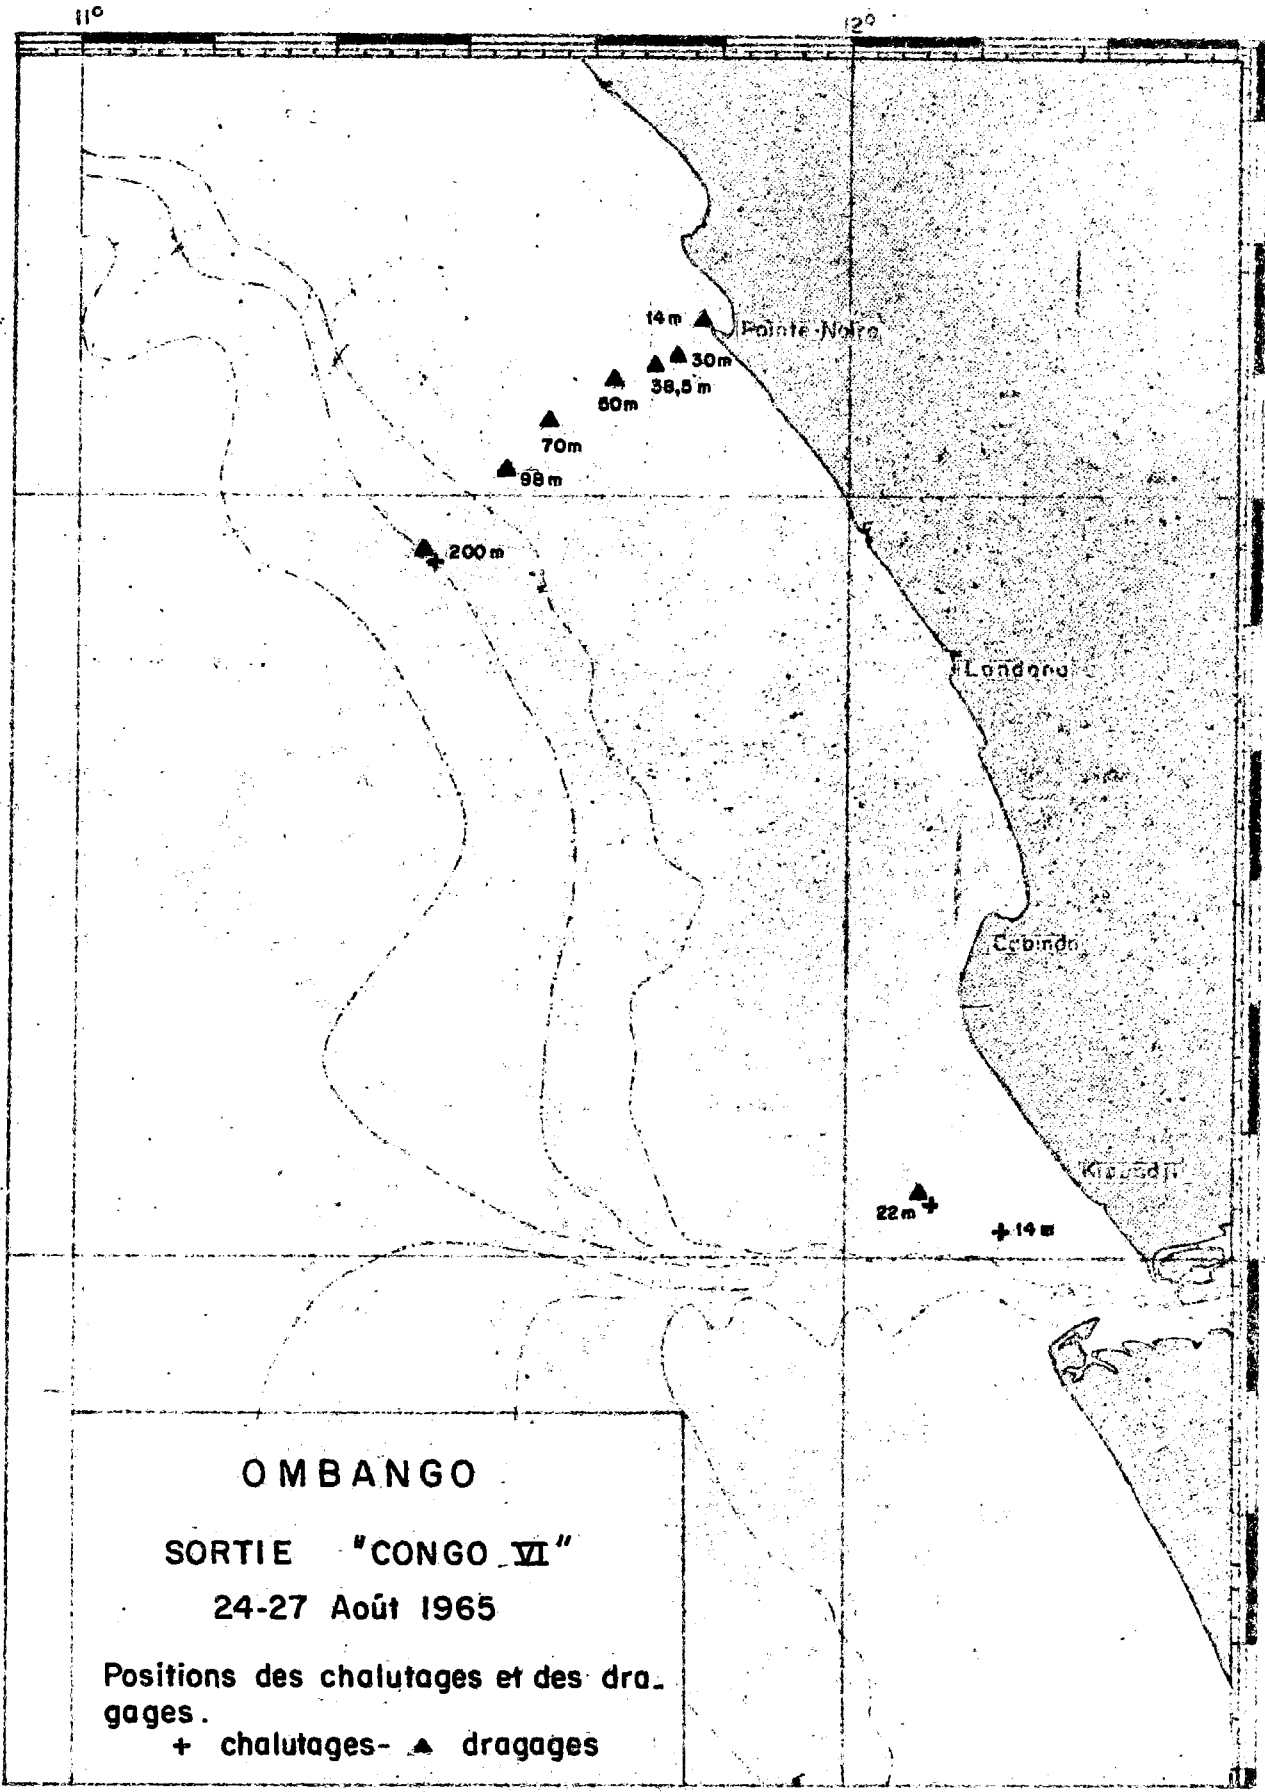 11°
12°
14m
Pointe-Noire
30m
38,5 m
50m
70m
98m
200m
Landana
Cabinda
22m
14m
OMBANGO
SORTIE "CONGO VI"
24-27 Août 1965
Positions des chalutages et des dra-
gages.
+ chalutages- ▲ dragages